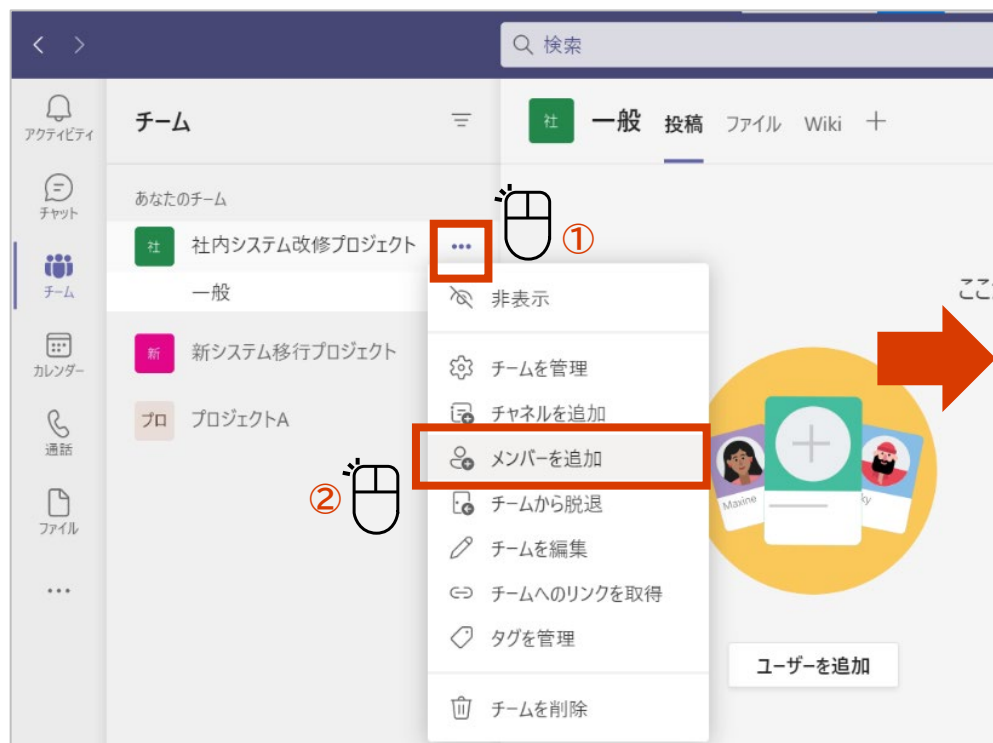 検索
アクティビティ
チャット
チーム
カレンダー
通話
ファイル
...
チーム
あなたのチーム
社 社内システム改修プロジェクト ...
一般
新 新システム移行プロジェクト
プロ プロジェクトA
①
②
非表示
チームを管理
チャネルを追加
メンバーを追加
チームから脱退
チームを編集
チームへのリンクを取得
タグを管理
チームを削除
社 一般 投稿 ファイル Wiki +
ここ
Maxine
ky
ユーザーを追加